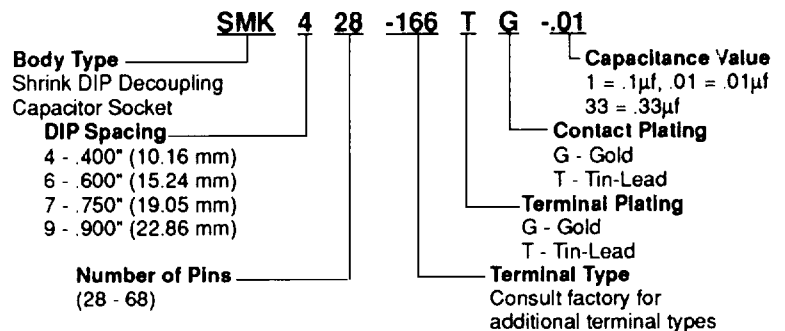 SMK 4 28 -166 T G -.01
Body Type
Shrink DIP Decoupling
Capacitor Socket
DIP Spacing
4 - .400" (10.16 mm)
6 - .600" (15.24 mm)
7 - .750" (19.05 mm)
9 - .900" (22.86 mm)
Number of Pins
(28 - 68)
Capacitance Value
1 = .1µf, .01 = .01µf
33 = .33µf
Contact Plating
G - Gold
T - Tin-Lead
Terminal Plating
G - Gold
T - Tin-Lead
Terminal Type
Consult factory for
additional terminal types